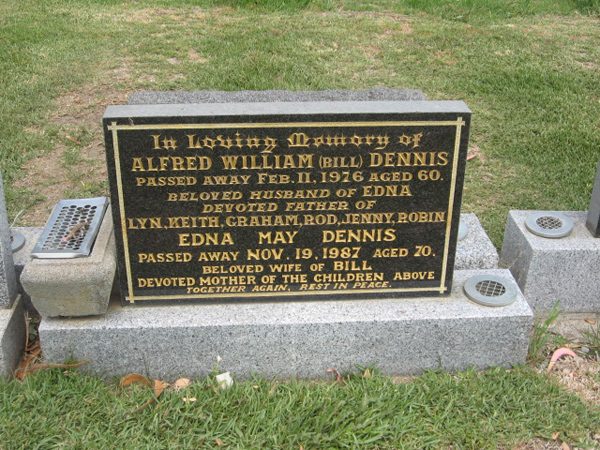 In Loving Memory of
ALFRED WILLIAM (BILL) DENNIS
PASSED AWAY FEB. 11, 1976 AGED 60.
BELOVED HUSBAND OF EDNA
DEVOTED FATHER OF
LYN, KEITH, GRAHAM, ROD, JENNY, ROBIN
EDNA MAY DENNIS
PASSED AWAY NOV. 19, 1987 AGED 70.
BELOVED WIFE OF BILL
DEVOTED MOTHER OF THE CHILDREN ABOVE
TOGETHER AGAIN, REST IN PEACE.